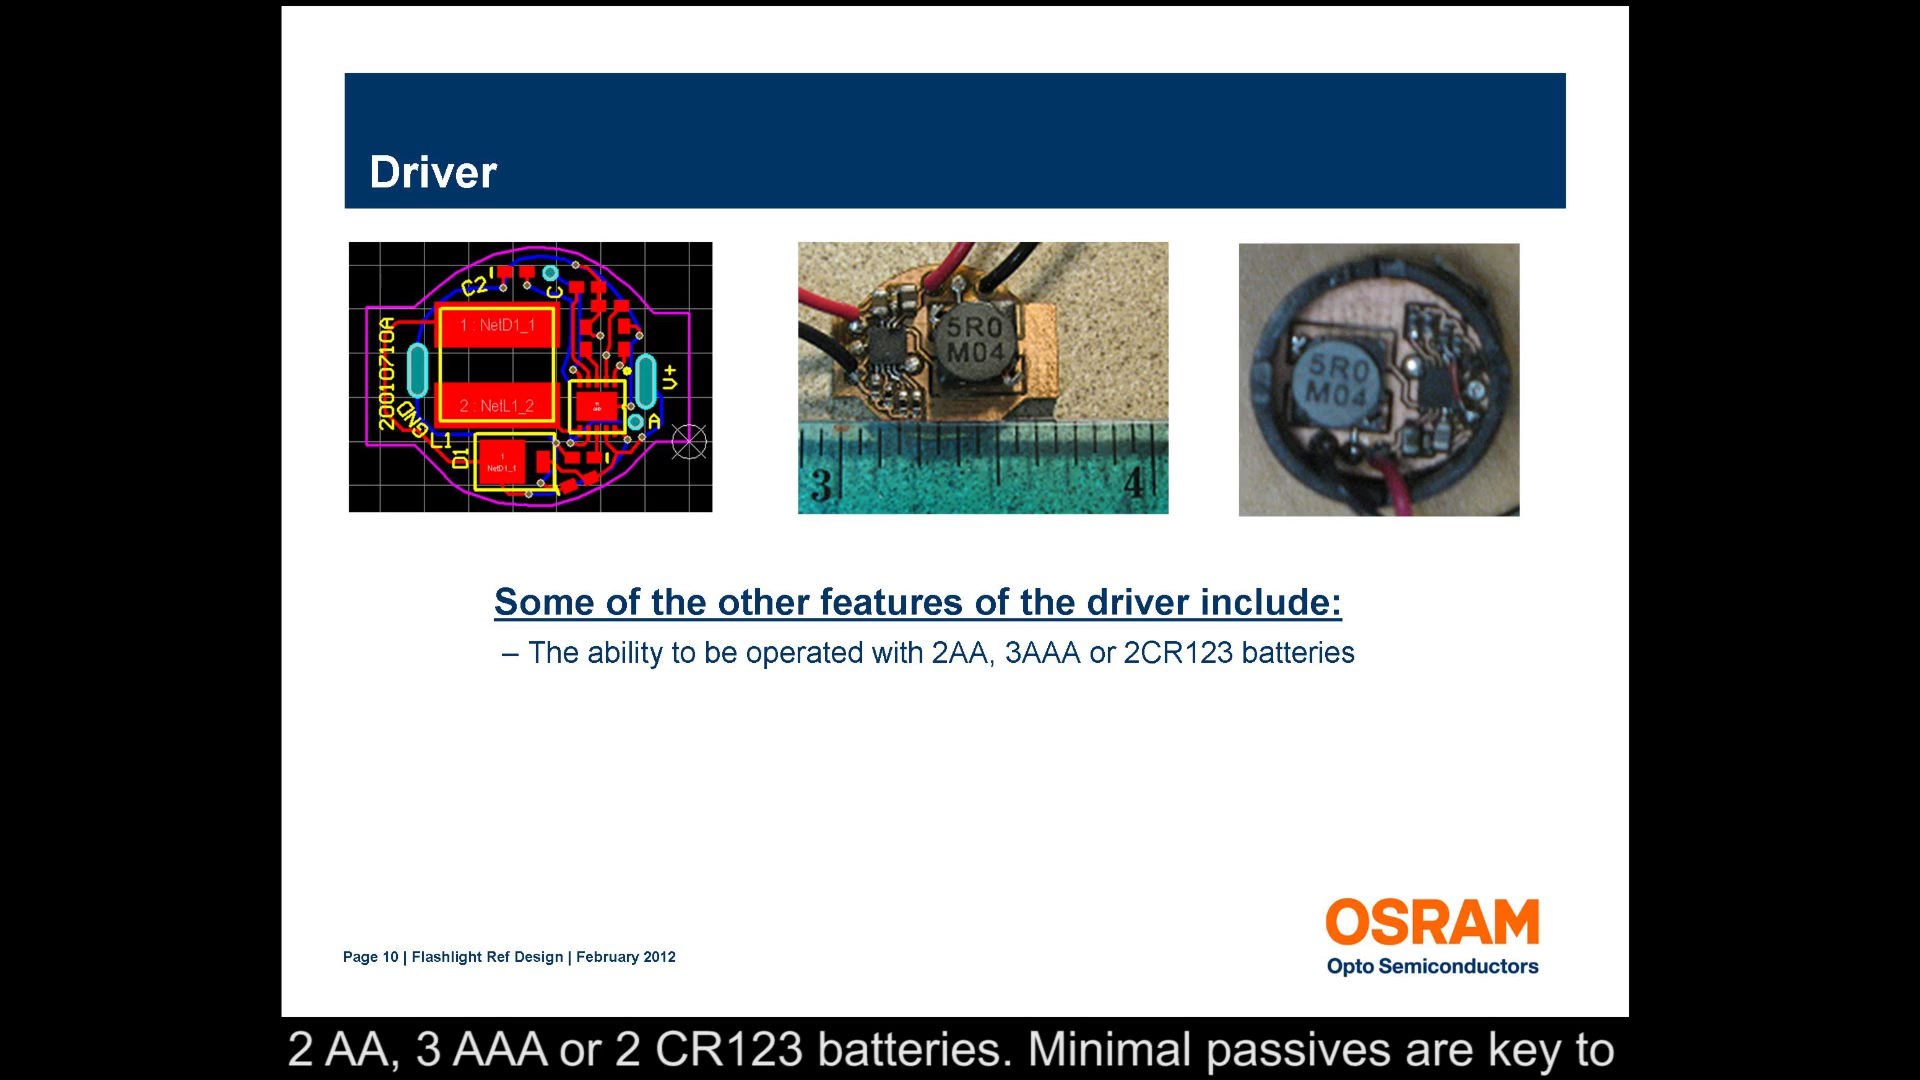 Driver
C2
C
1 : NetD1_1
20010710A
V+
2 : NetL1_2
GND
A
L1
D1
1
NetD1_1
5R0
M04
3
4
5R0
M04
Some of the other features of the driver include:
– The ability to be operated with 2AA, 3AAA or 2CR123 batteries
OSRAM
Opto Semiconductors
Page 10 | Flashlight Ref Design | February 2012
2 AA, 3 AAA or 2 CR123 batteries. Minimal passives are key to